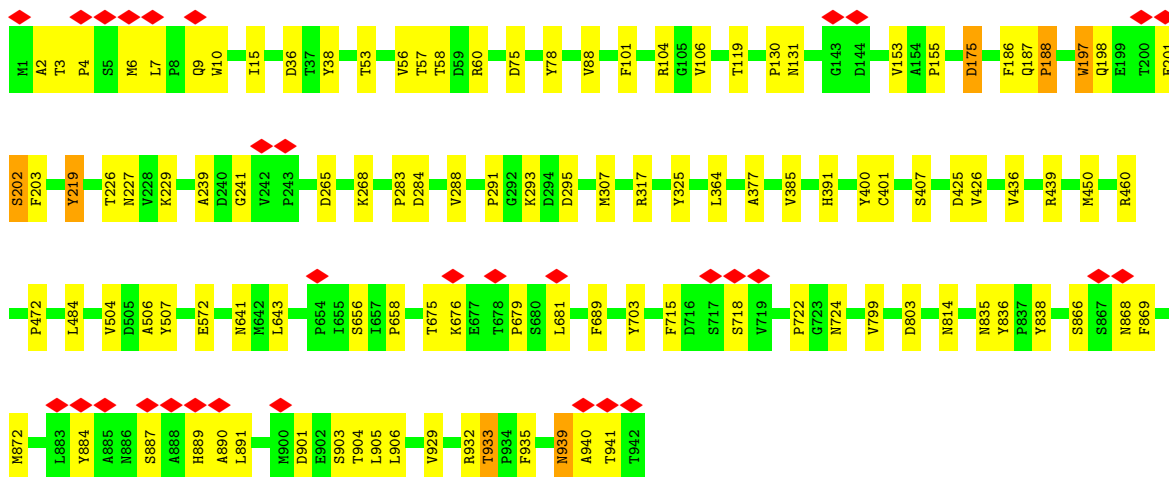 M1 A2 T3 P4 S5 M6 L7 P8 Q9 W10 I15 D36 T37 Y38 T53 V56 T57 T58 D59 R60 D75 Y78 V88 F101 R104 G105 V106 T119 P130 N131 G143 D144 V153 A154 P155 D175 F186 Q187 P188 W197 Q198 E199 T200
S202 F203 Y219 T226 N227 V228 K229 A239 D240 G241 V242 P243 D265 K268 P283 D284 V288 P291 G292 K293 D294 D295 M307 R317 Y325 L364 A377 V385 H391 Y400 C401 S407 D425 V426 V436 R439 M450 R460
P472 L484 V504 D505 A506 Y507 E572 N641 M642 L643 P654 I655 S656 I657 P658 T675 K676 E677 T678 P679 S680 L681 F689 Y703 F715 D716 S717 S718 V719 P722 G723 N724 V799 D803 N814 N835 Y836 P837 Y838 S866 S867 N868 F869
M872 L883 Y884 A885 N886 S887 A888 H889 A890 L891 M900 D901 E902 S903 T904 L905 L906 V929 R932 T933 P934 F935 N939 A940 T941 T942